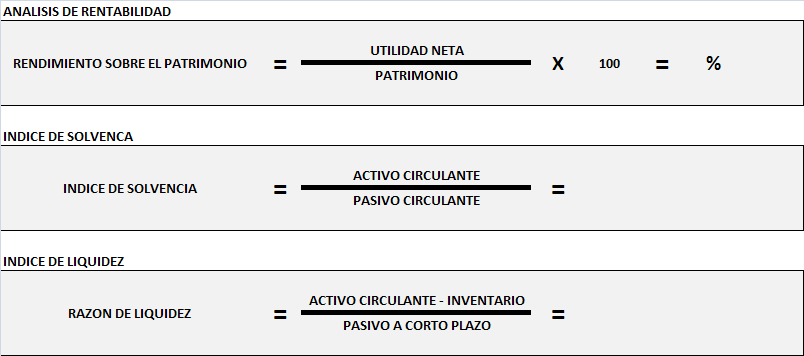 ANALISIS DE RENTABILIDAD
RENDIMIENTO SOBRE EL PATRIMONIO = UTILIDAD NETA
PATRIMONIO X 100 = %
INDICE DE SOLVENCA
INDICE DE SOLVENCIA = ACTIVO CIRCULANTE
PASIVO CIRCULANTE =
INDICE DE LIQUIDEZ
RAZON DE LIQUIDEZ = ACTIVO CIRCULANTE - INVENTARIO
PASIVO A CORTO PLAZO =